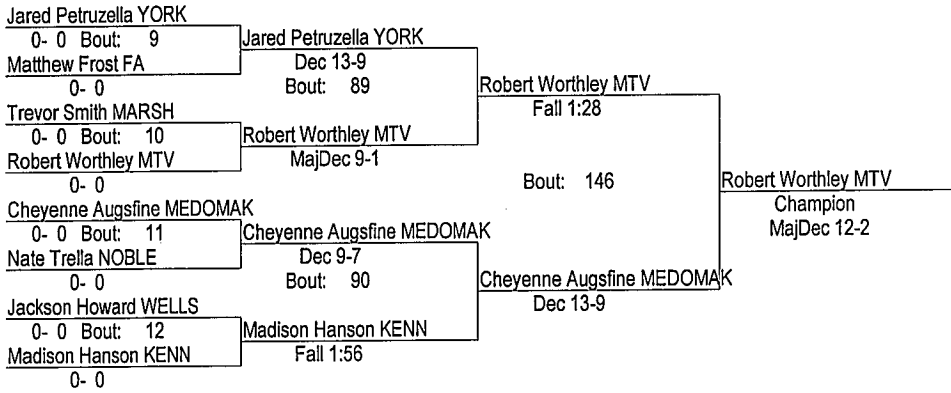 Jared Petruzella YORK
0- 0 Bout: 9
Matthew Frost FA
0- 0
Trevor Smith MARSH
0- 0 Bout: 10
Robert Worthley MTV
0- 0
Cheyenne Augsfine MEDOMAK
0- 0 Bout: 11
Nate Trella NOBLE
0- 0
Jackson Howard WELLS
0- 0 Bout: 12
Madison Hanson KENN
0- 0
Jared Petruzella YORK
Dec 13-9
Bout: 89
Robert Worthley MTV
MajDec 9-1
Cheyenne Augsfine MEDOMAK
Dec 9-7
Bout: 90
Madison Hanson KENN
Fall 1:56
Robert Worthley MTV
Fall 1:28
Bout: 146
Cheyenne Augsfine MEDOMAK
Dec 13-9
Robert Worthley MTV
Champion
MajDec 12-2